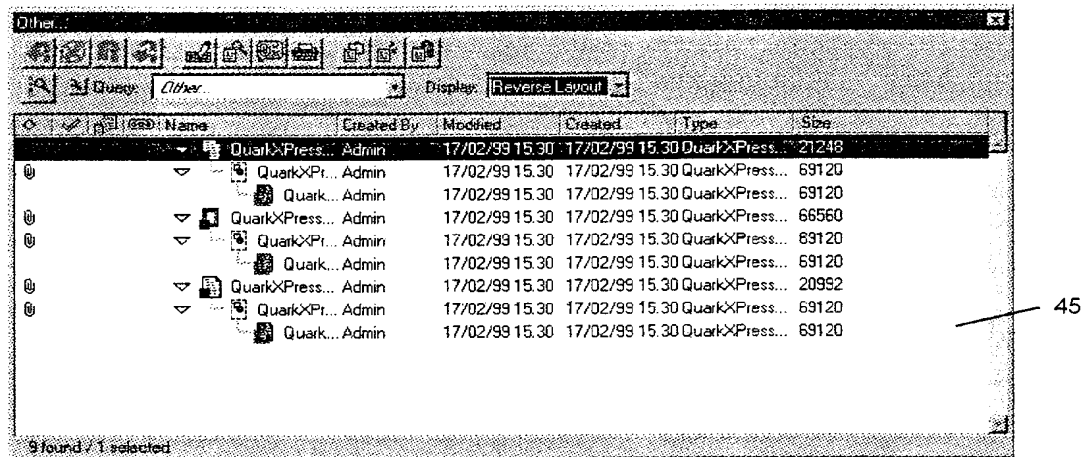 Other...
Query: Other... Display: Reverse Layout
Name Created By Modified Created Type Size
QuarkXPress... Admin 17/02/99 15.30 17/02/99 15.30 QuarkXPress... 21248
QuarkXPr... Admin 17/02/99 15.30 17/02/99 15.30 QuarkXPress... 69120
Quark... Admin 17/02/99 15.30 17/02/99 15.30 QuarkXPress... 69120
QuarkXPress... Admin 17/02/99 15.30 17/02/99 15.30 QuarkXPress... 66560
QuarkXPr... Admin 17/02/99 15.30 17/02/99 15.30 QuarkXPress... 69120
Quark... Admin 17/02/99 15.30 17/02/99 15.30 QuarkXPress... 69120
QuarkXPress... Admin 17/02/99 15.30 17/02/99 15.30 QuarkXPress... 20992
QuarkXPr... Admin 17/02/99 15.30 17/02/99 15.30 QuarkXPress... 69120
Quark... Admin 17/02/99 15.30 17/02/99 15.30 QuarkXPress... 69120
45
9 found / 1 selected